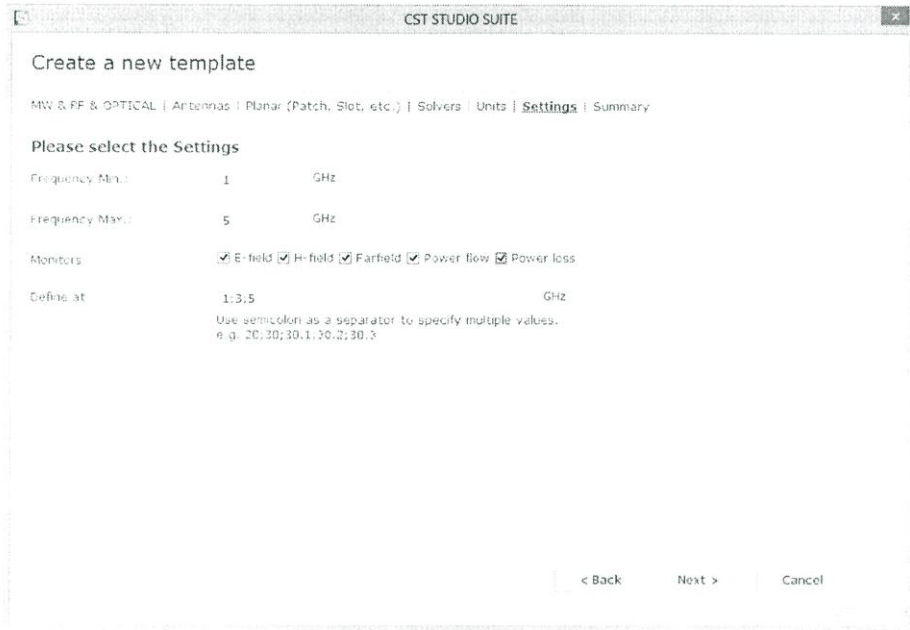 CST STUDIO SUITE
Create a new template
MW & RF & OPTICAL | Antennas | Planar (Patch, Slot, etc.) | Solvers | Units | Settings | Summary
Please select the Settings
Frequency Min.: 1 GHz
Frequency Max.: 5 GHz
Monitors E-field H-field Farfield Power flow Power loss
Define at 1;3;5 GHz
Use semicolon as a separator to specify multiple values.
e.g. 20;30;30.1;30.2;30.3
< Back Next > Cancel